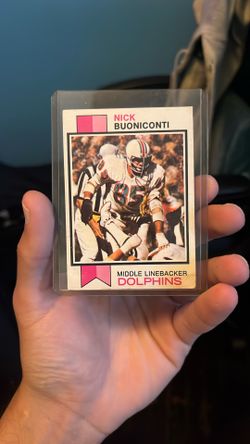 NICK
BUONICONTI
MIDDLE LINEBACKER
DOLPHINS